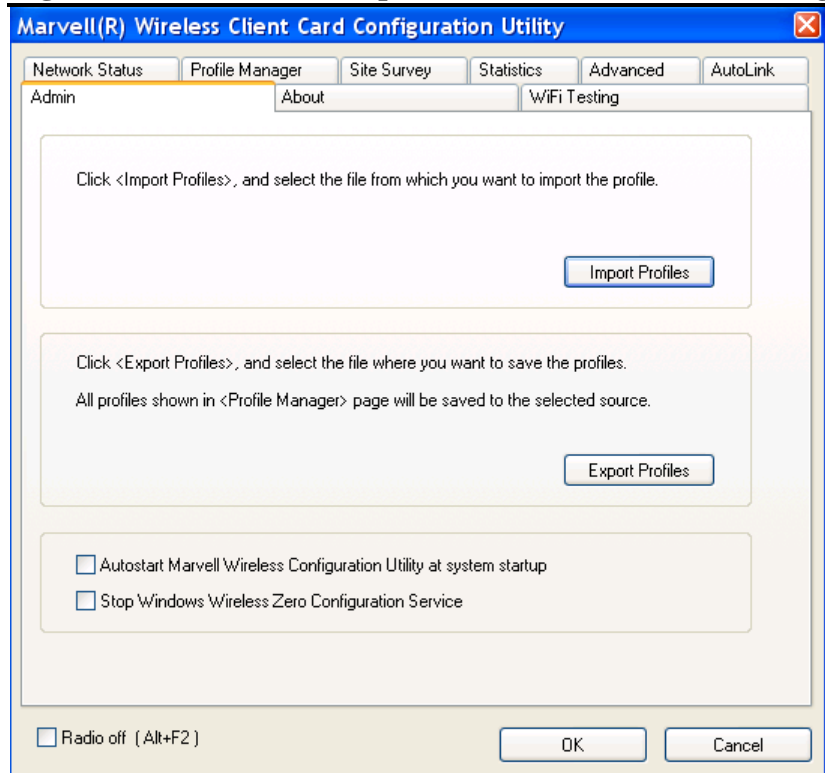 Marvell(R) Wireless Client Card Configuration Utility
Network Status Profile Manager Site Survey Statistics Advanced AutoLink
Admin About WiFi Testing
Click <Import Profiles>, and select the file from which you want to import the profile.
Import Profiles
Click <Export Profiles>, and select the file where you want to save the profiles.
All profiles shown in <Profile Manager> page will be saved to the selected source.
Export Profiles
Autostart Marvell Wireless Configuration Utility at system startup
Stop Windows Wireless Zero Configuration Service
Radio off ( Alt+F2 )
OK Cancel